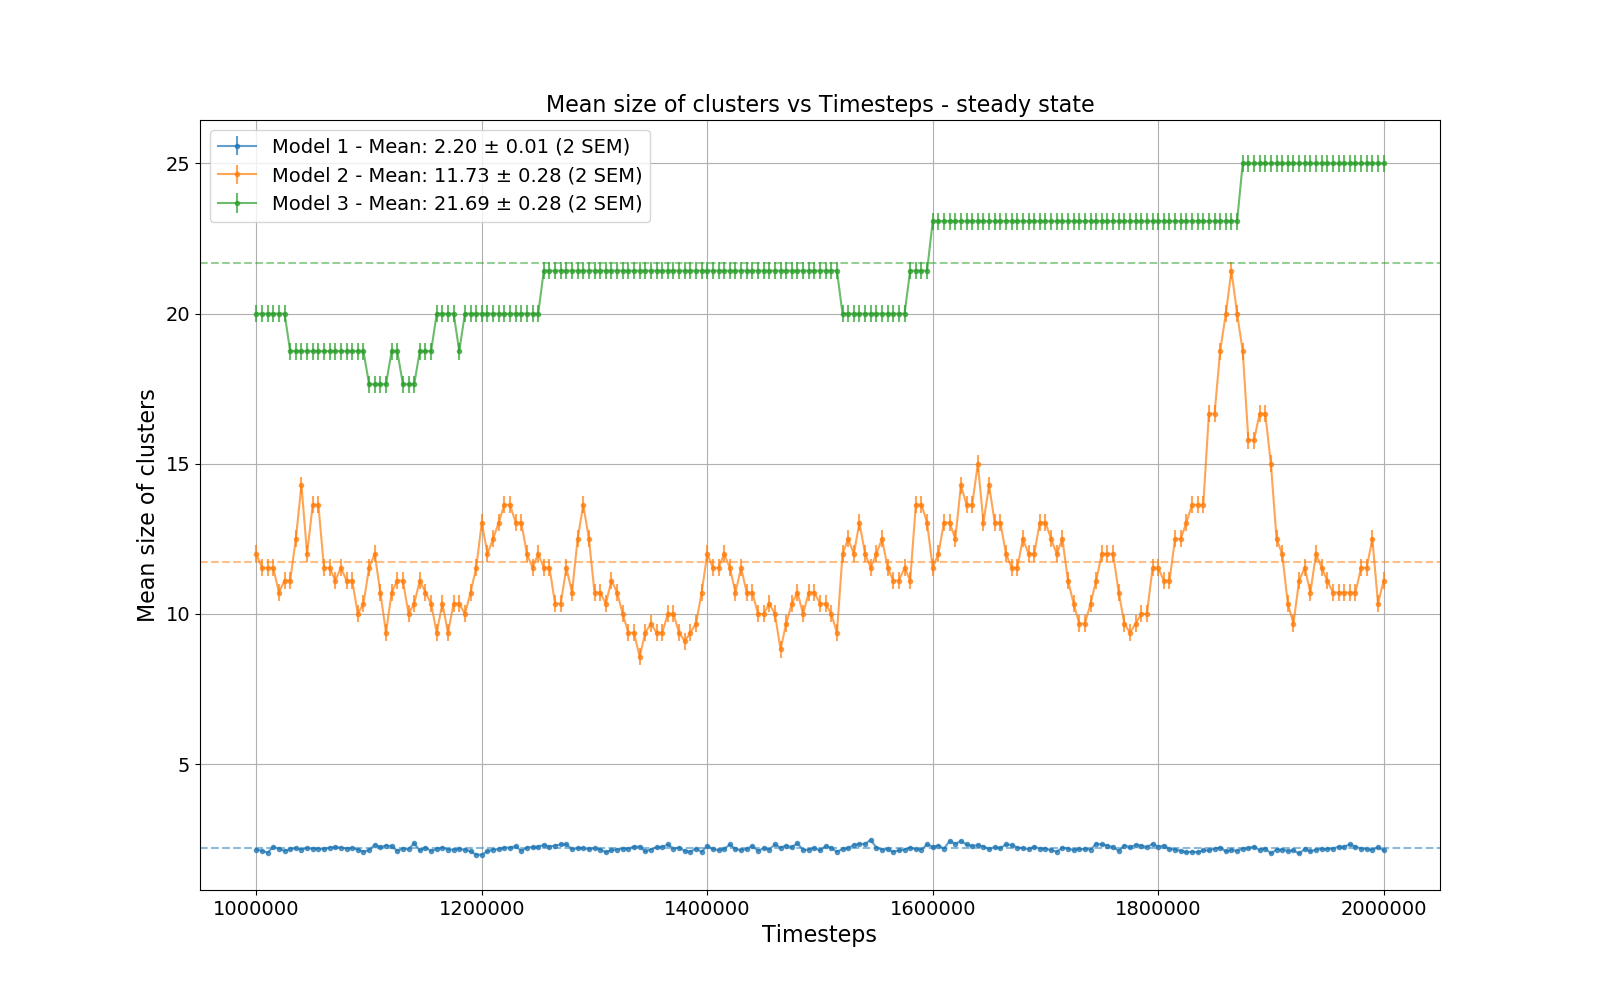 Mean size of clusters vs Timesteps - steady state
Model 1 - Mean: 2.20 ± 0.01 (2 SEM)
Model 2 - Mean: 11.73 ± 0.28 (2 SEM)
Model 3 - Mean: 21.69 ± 0.28 (2 SEM)
Mean size of clusters
25
20
15
10
5
1000000 1200000 1400000 1600000 1800000 2000000
Timesteps